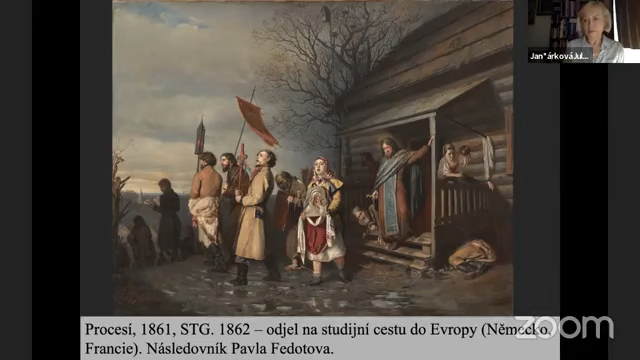 Procesí, 1861, STG. 1862 – odjel na studijní cestu do Evropy (Německo,
Francie). Následovník Pavla Fedotova.
zoom